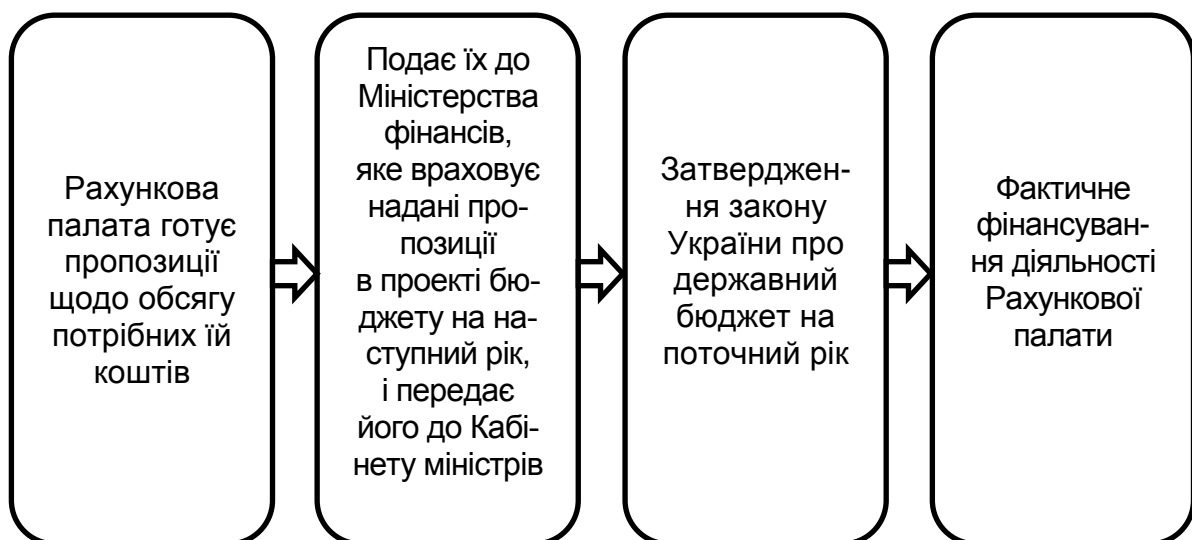 Рахункова
палата готує
пропозиції
щодо обсягу
потрібних їй
коштів
Подає їх до
Міністерства
фінансів,
яке враховує
надані про-
позиції
в проекті бю-
джету на на-
ступний рік,
і передає
його до Кабі-
нету міністрів
Затверджен-
ня закону
України про
державний
бюджет на
поточний рік
Фактичне
фінансуван-
ня діяльності
Рахункової
палати